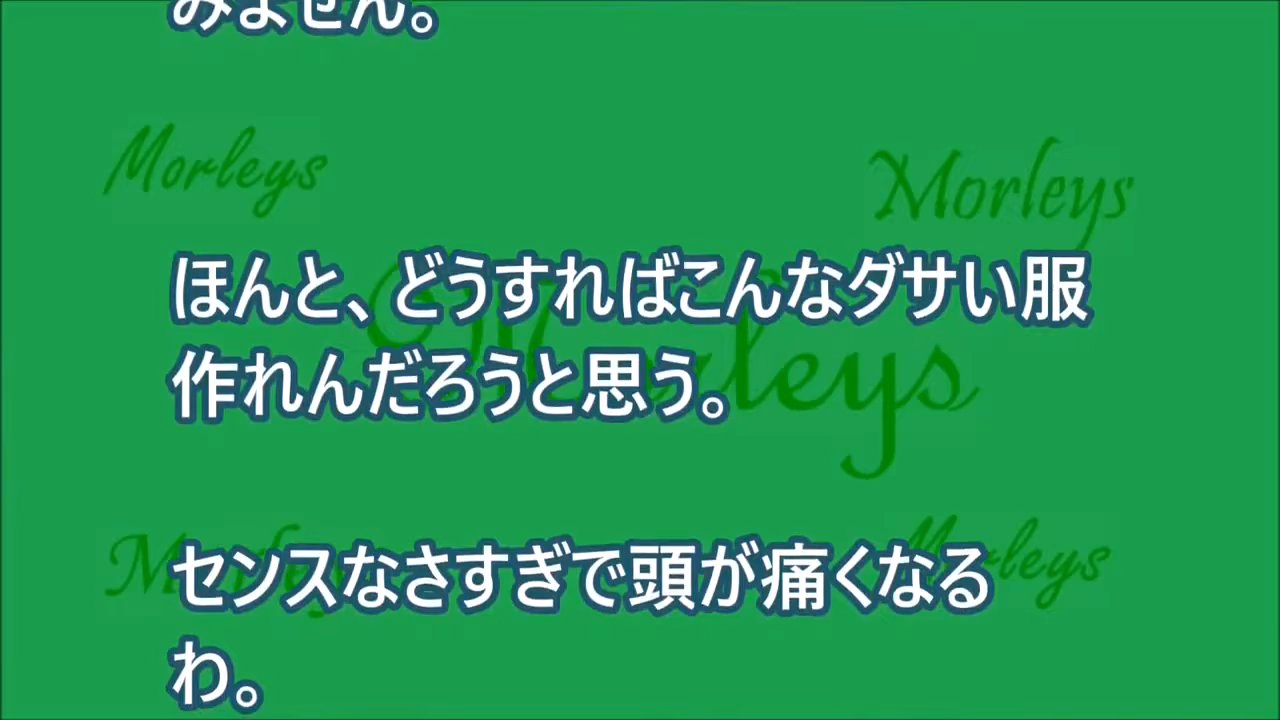 みません。
Morleys
Morleys
ほんと、どうすればこんなダサい服
作れんだろうと思う。
Morleys
センスなさすぎで頭が痛くなる
わ。
Morleys